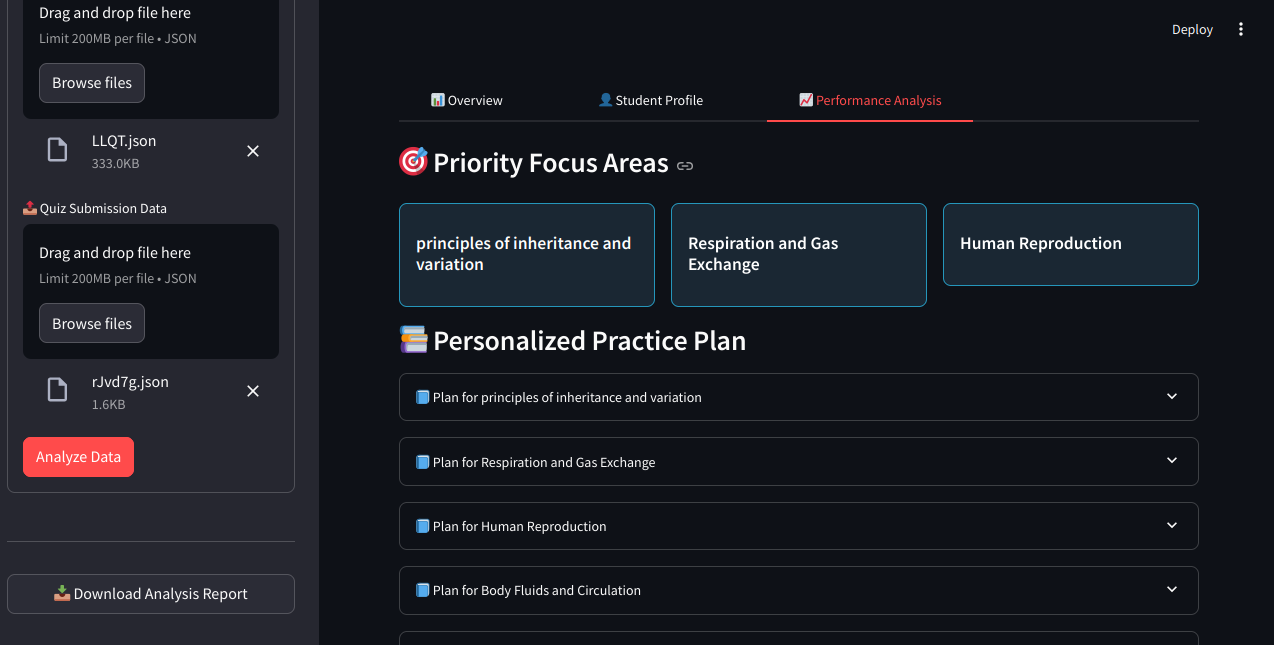 Drag and drop file here
Limit 200MB per file • JSON
Browse files
LLQT.json
333.0KB
Quiz Submission Data
Drag and drop file here
Limit 200MB per file • JSON
Browse files
rJvd7g.json
1.6KB
Analyze Data
Download Analysis Report
Deploy
Overview
Student Profile
Performance Analysis
Priority Focus Areas
principles of inheritance and
variation
Respiration and Gas
Exchange
Human Reproduction
Personalized Practice Plan
Plan for principles of inheritance and variation
Plan for Respiration and Gas Exchange
Plan for Human Reproduction
Plan for Body Fluids and Circulation